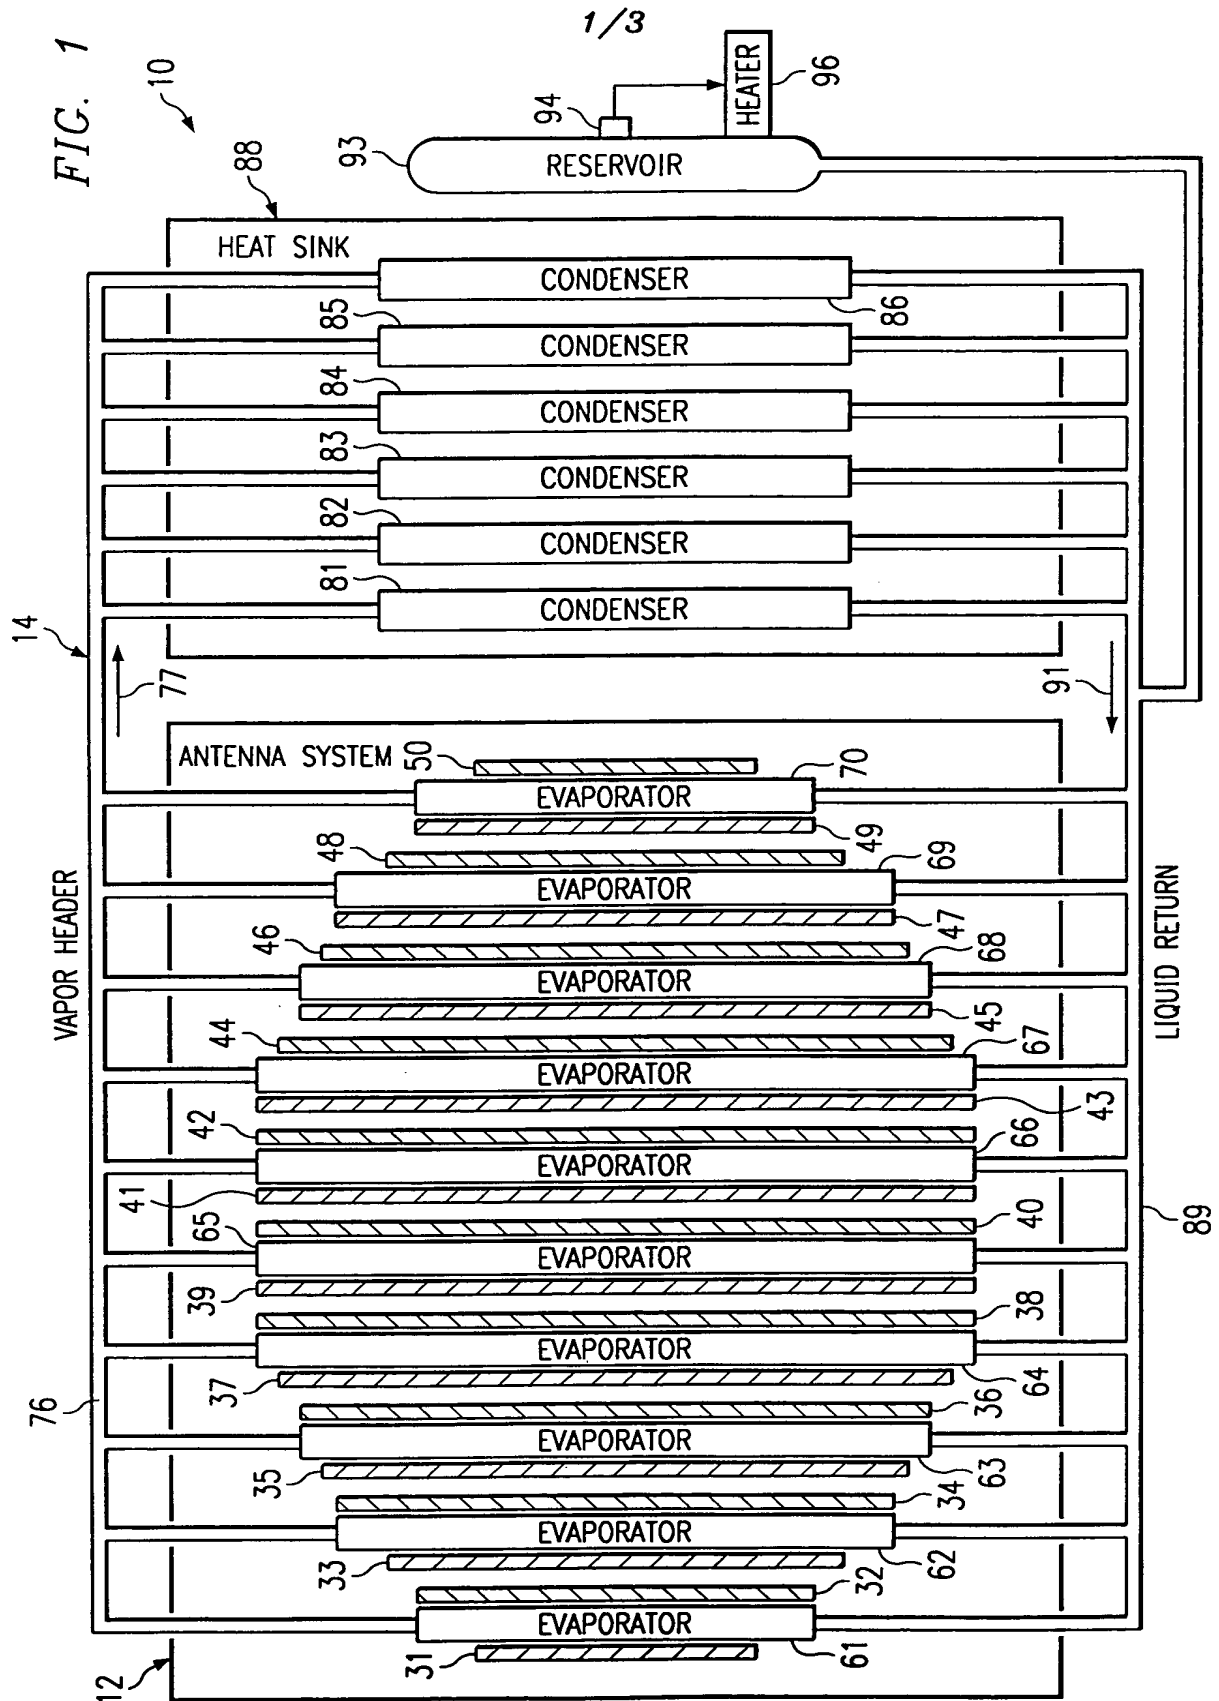 1/3
FIG. 1
10
14
VAPOR HEADER
76
77
12
ANTENNA SYSTEM
31
EVAPORATOR
61
32
33
EVAPORATOR
62
34
35
EVAPORATOR
63
36
37
EVAPORATOR
64
38
39
65
EVAPORATOR
40
41
EVAPORATOR
66
42
43
EVAPORATOR
67
44
45
EVAPORATOR
68
46
47
EVAPORATOR
69
48
49
EVAPORATOR
70
50
HEAT SINK
88
81
CONDENSER
82
CONDENSER
83
CONDENSER
84
CONDENSER
85
CONDENSER
CONDENSER
86
93
RESERVOIR
94
HEATER
96
91
LIQUID RETURN
89